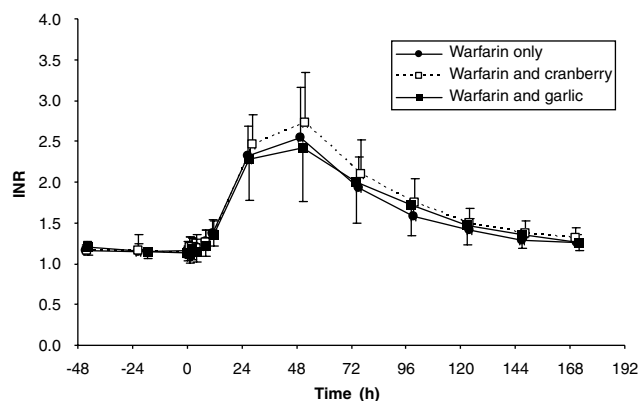 4.0
3.5
3.0
2.5
2.0
1.5
1.0
0.5
0.0
INR
Warfarin only
Warfarin and cranberry
Warfarin and garlic
-48 -24 0 24 48 72 96 120 144 168 192
Time (h)